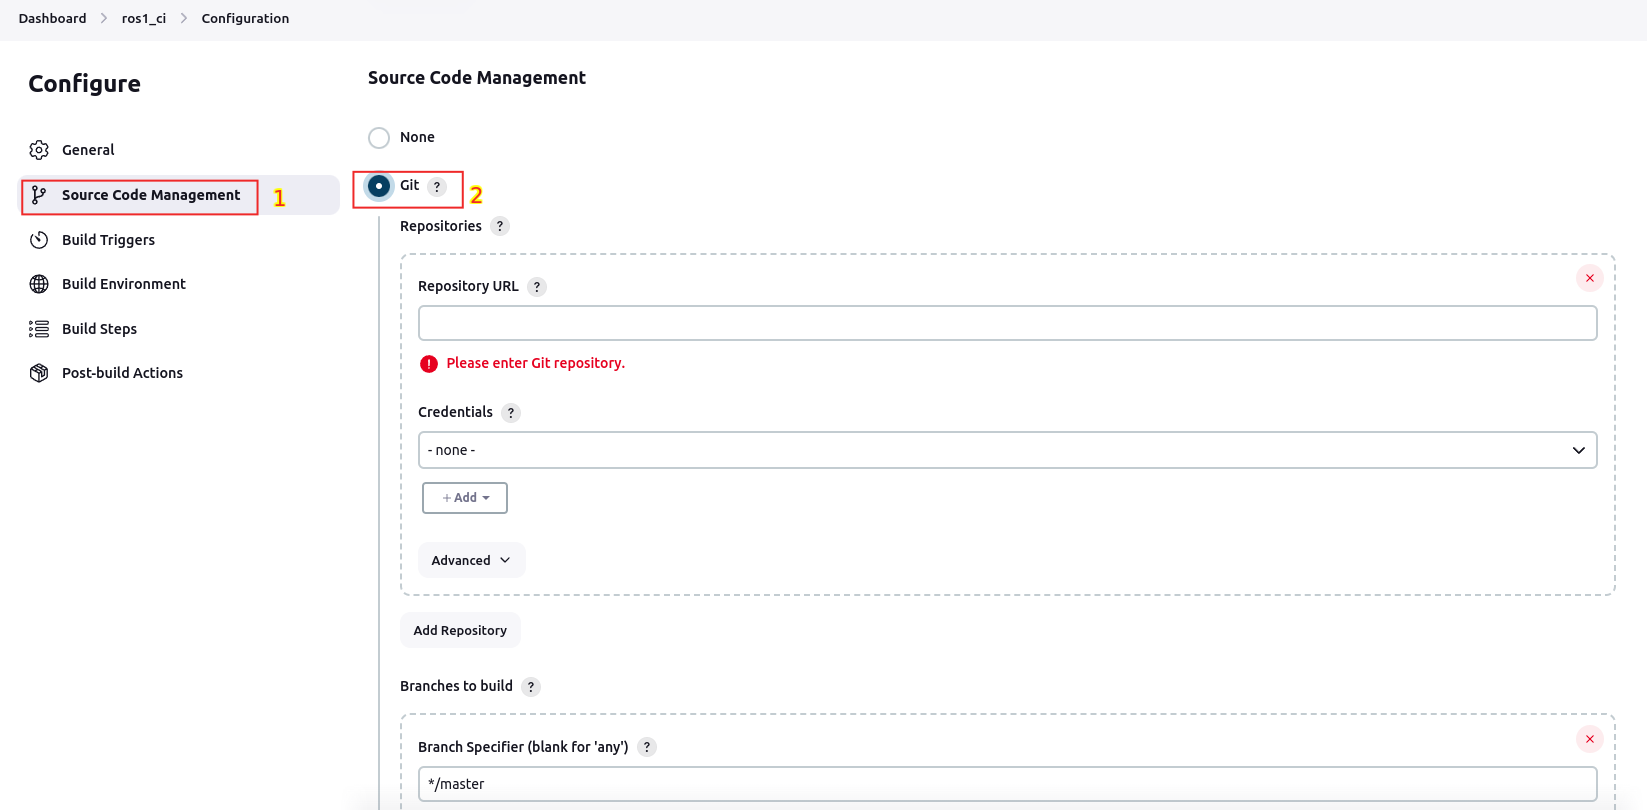 Dashboard > ros1_ci > Configuration
Configure
General
Source Code Management 1
Build Triggers
Build Environment
Build Steps
Post-build Actions
Source Code Management
None
Git ? 2
Repositories ?
Repository URL ?
Please enter Git repository.
Credentials ?
- none -
+ Add
Advanced
Add Repository
Branches to build ?
Branch Specifier (blank for 'any') ?
*/master